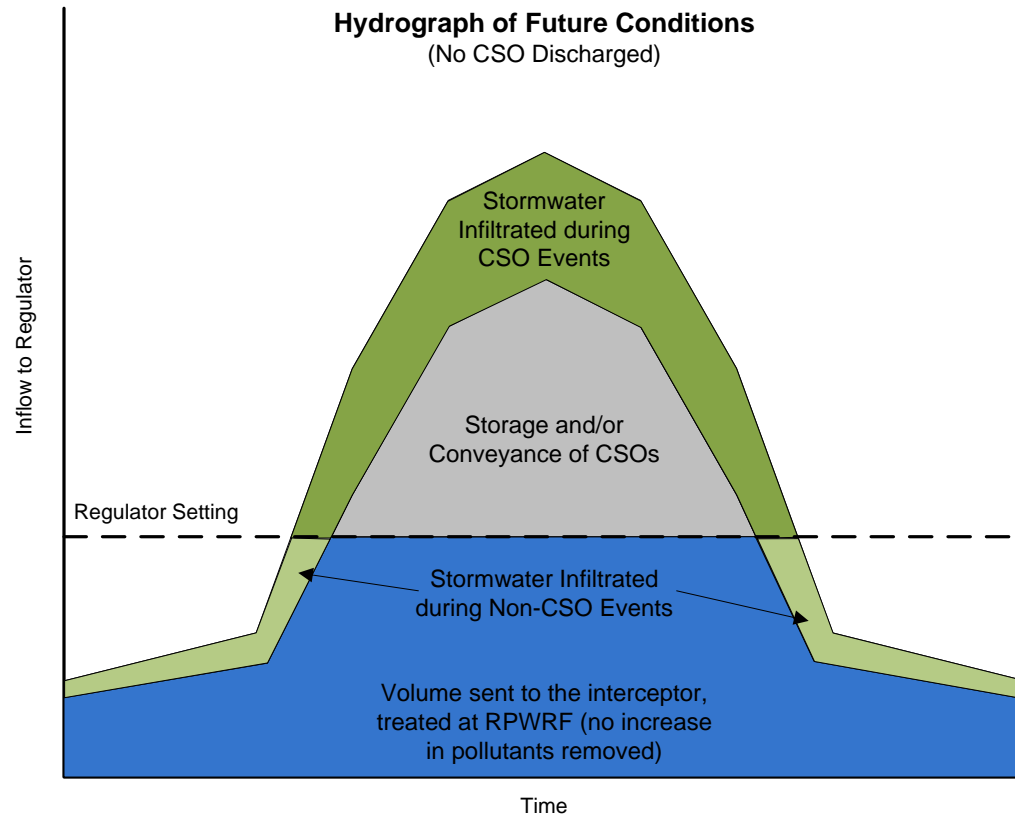 Hydrograph of Future Conditions
(No CSO Discharged)
Stormwater
Infiltrated during
CSO Events
Inflow to Regulator
Storage and/or
Conveyance of CSOs
Regulator Setting
Stormwater Infiltrated
during Non-CSO Events
Volume sent to the interceptor,
treated at RPWRF (no increase
in pollutants removed)
Time